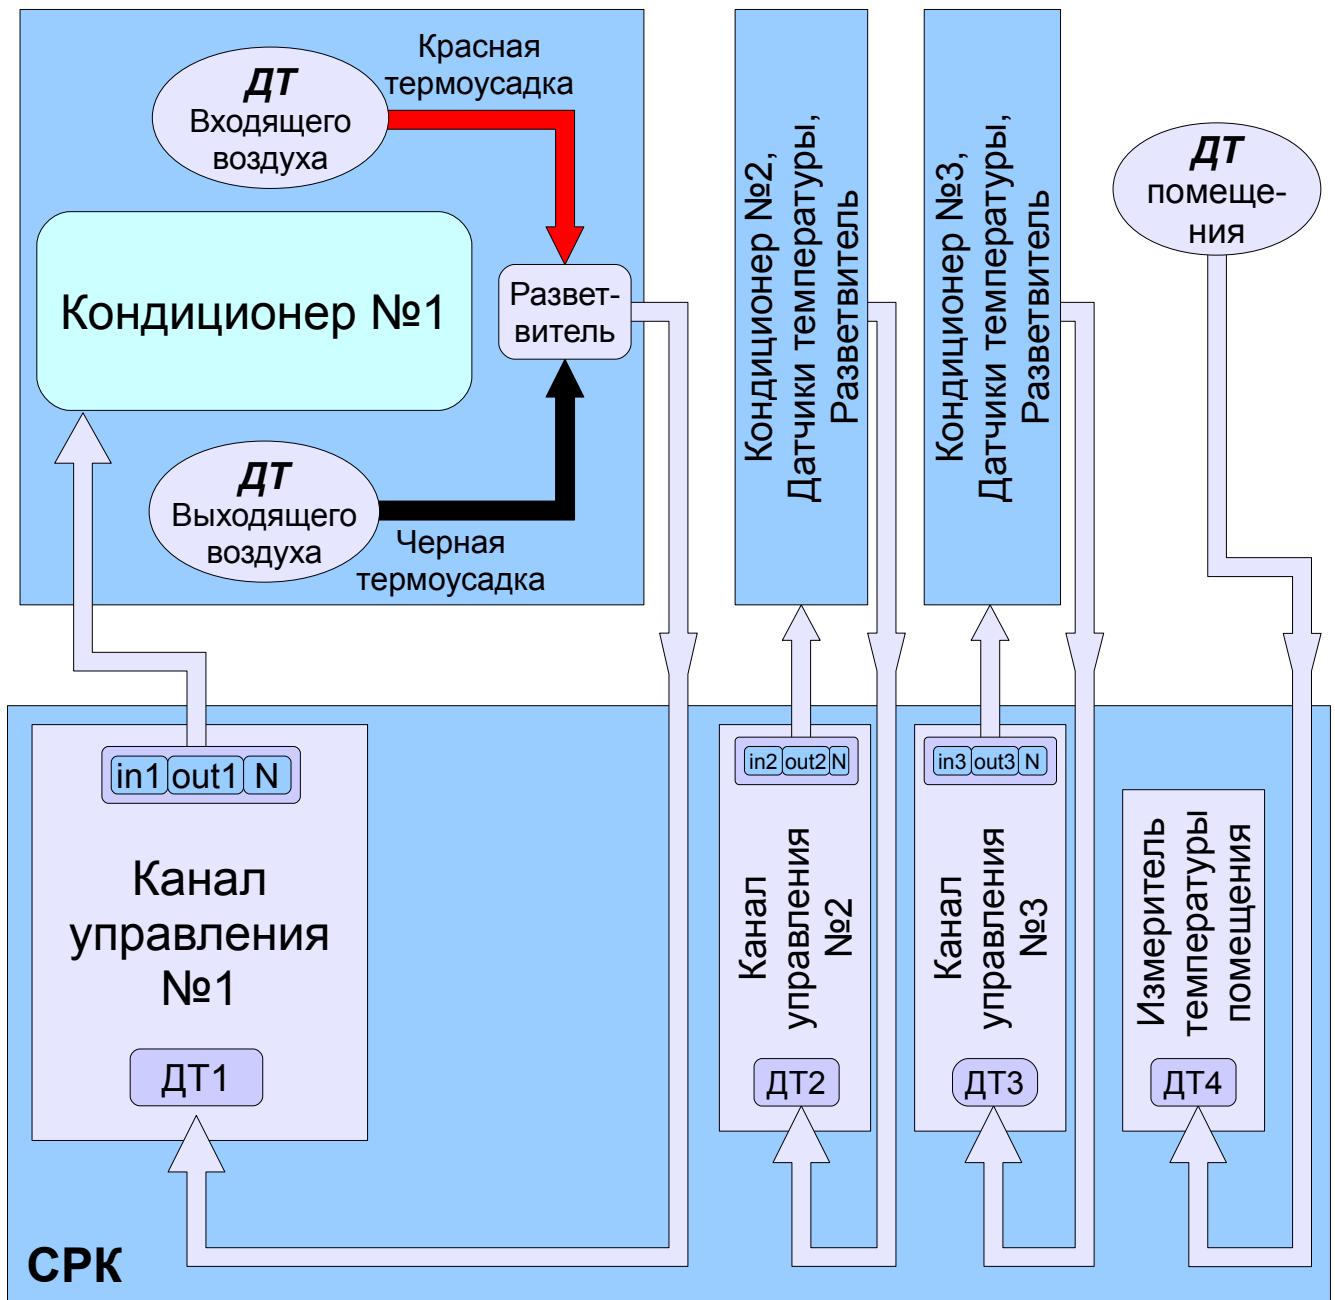 ДТ
Входящего
воздуха
Красная
термоусадка
Кондиционер №1
Развет-
витель
ДТ
Выходящего
воздуха
Черная
термоусадка
Кондиционер №2,
Датчики температуры,
Разветвитель
Кондиционер №3,
Датчики температуры,
Разветвитель
ДТ
помеще-
ния
in1 out1 N
Канал
управления
№1
ДТ1
in2 out2 N
Канал
управления
№2
ДТ2
in3 out3 N
Канал
управления
№3
ДТ3
Измеритель
температуры
помещения
ДТ4
СРК